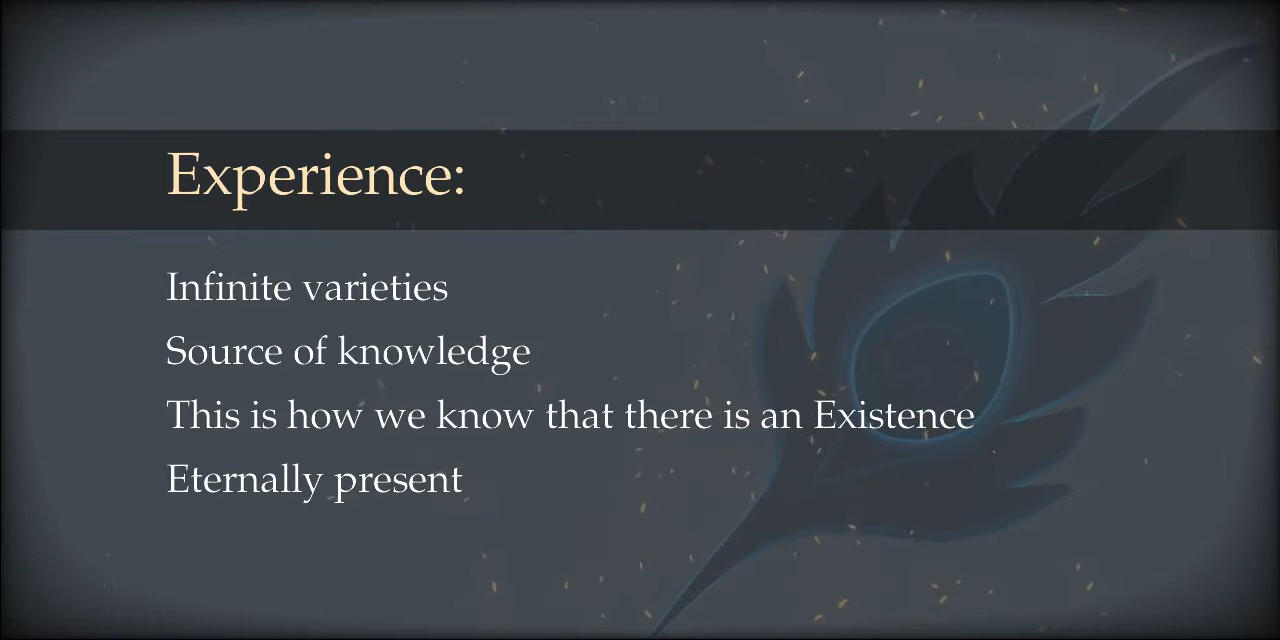 Experience:
Infinite varieties
Source of knowledge
This is how we know that there is an Existence
Eternally present